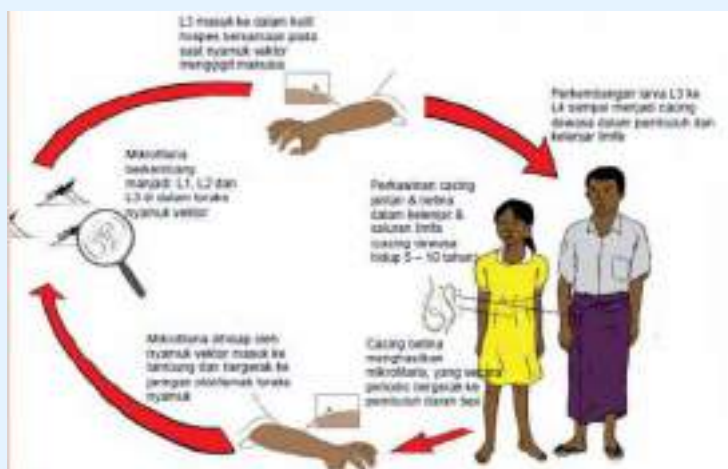 L3 masuk ke dalam kulit
hospes bersamaan pada
saat nyamuk vektor
menggigit manusia
Perkembangan larva L3 ke
L4 sampai menjadi cacing
dewasa dalam pembuluh dan
kelenjar limfe
Mikrofilaria
berkembang
manjadi L1, L2 dan
L3 di dalam toraks
nyamuk vektor
Perkawinan cacing
jantan & betina
dalam kelenjar &
saluran limfe
cacing dewasa
hidup 5 – 10 tahun
Mikrofilaria dihisap oleh
nyamuk vektor masuk ke
lambung dan bergerak ke
jaringan toraks
nyamuk
Cacing betina
menghasilkan
mikrofilaria, yang secara
periodic bergerak ke
pembuluh darah tepi